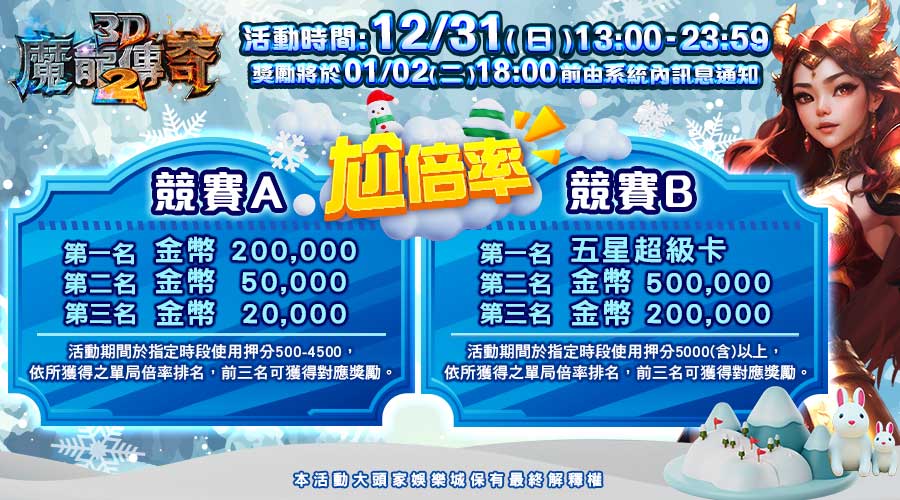 3D
魔龍傳奇
2
活動時間:12/31(日)13:00-23:59
獎勵將於01/02(二)18:00前由系統內訊息通知
尬倍率
競賽A
第一名 金幣 200,000
第二名 金幣 50,000
第三名 金幣 20,000
活動期間於指定時段使用押分500-4500,
依所獲得之單局倍率排名,前三名可獲得對應獎勵。
競賽B
第一名 五星超級卡
第二名 金幣 500,000
第三名 金幣 200,000
活動期間於指定時段使用押分5000(含)以上,
依所獲得之單局倍率排名,前三名可獲得對應獎勵。
本活動大頭家娛樂城保有最終解釋權